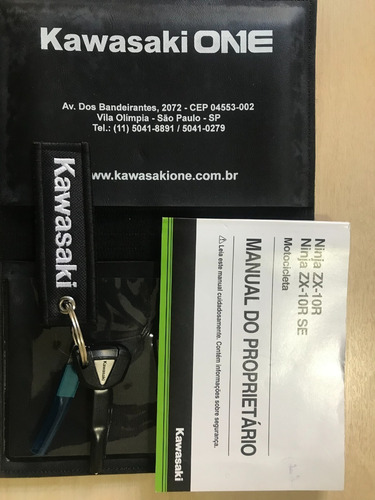 Kawasaki ONE
Av. Dos Bandeirantes, 2072 - CEP 04553-002
Vila Olimpia - São Paulo - SP
Tel.: (11) 5041-8891 / 5041-0279
www.kawasakione.com.br
Kawasaki
Kawasaki
Ninja ZX-10R
Ninja ZX-10R SE
Motocicleta
MANUAL DO PROPRIETÁRIO
⚠Leia este manual cuidadosamente. Contém informações sobre segurança.
Kawasaki